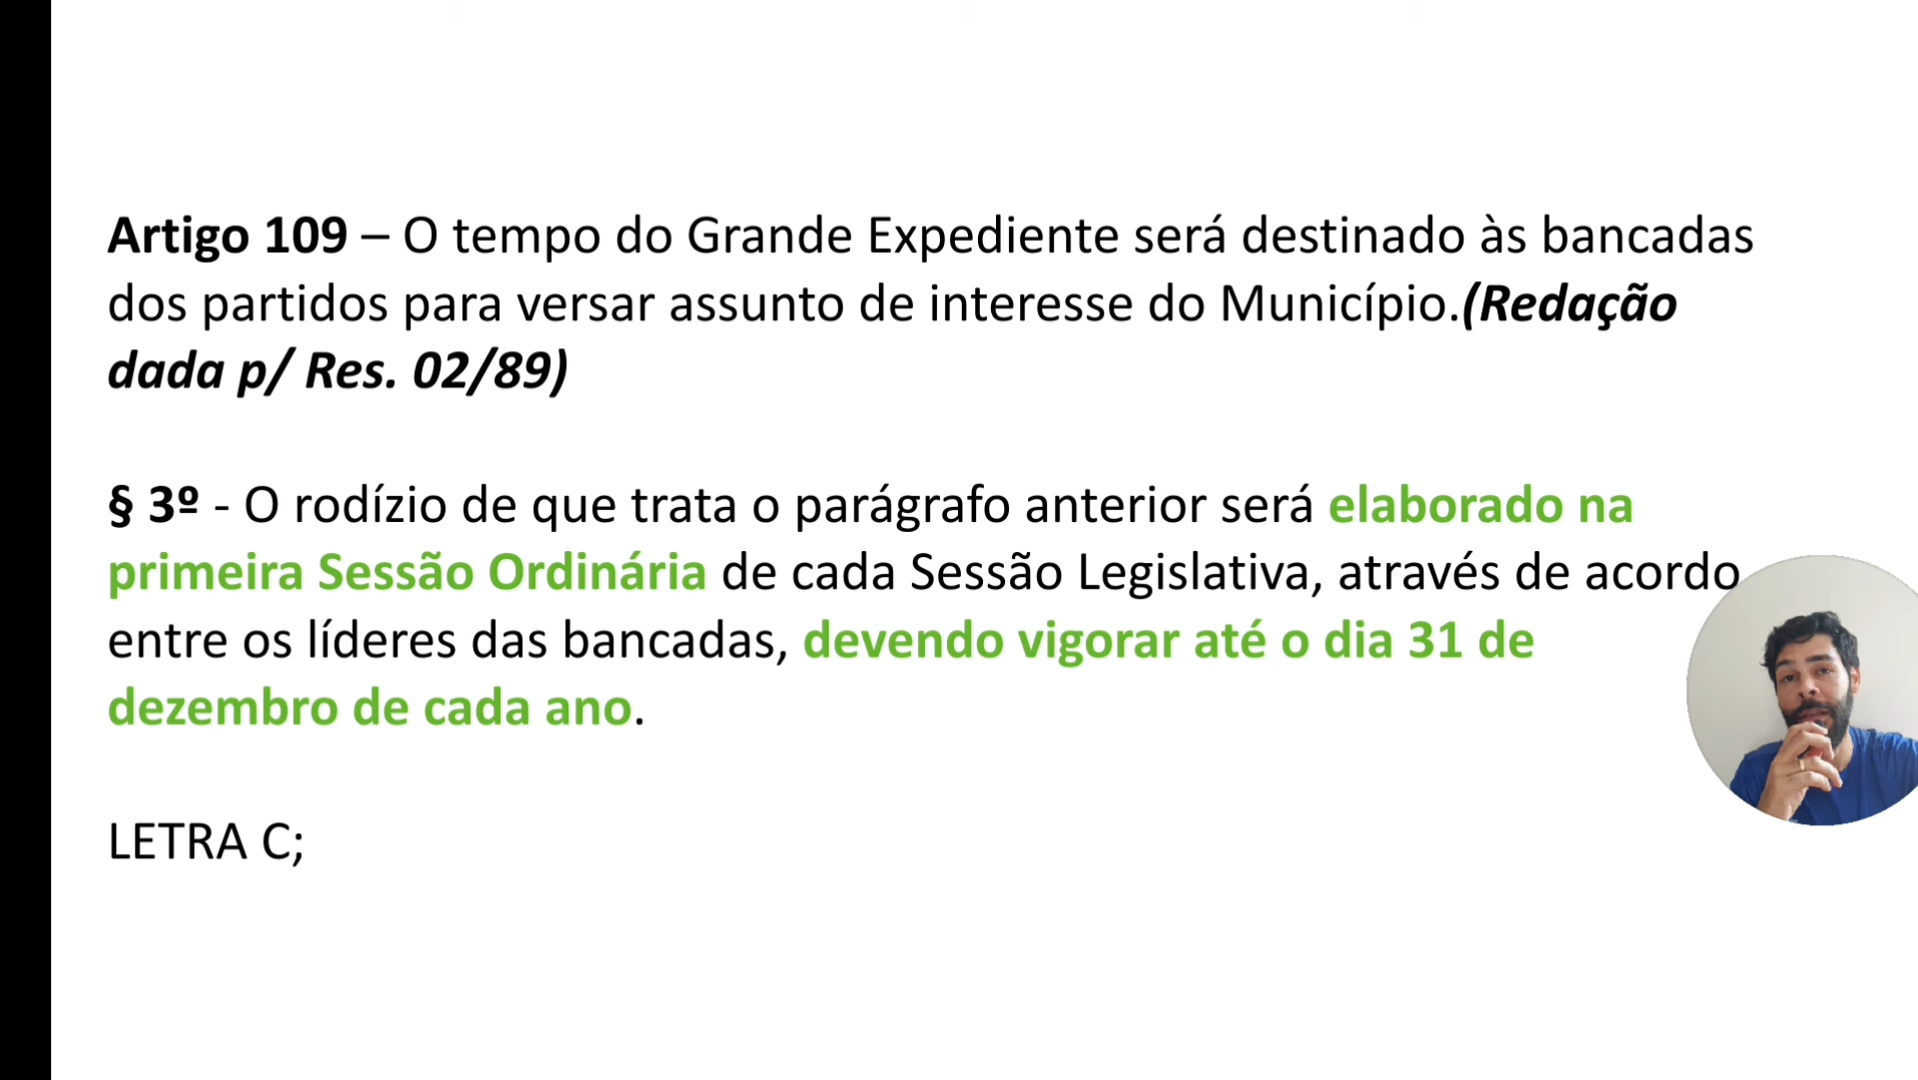 Artigo 109 – O tempo do Grande Expediente será destinado às bancadas
dos partidos para versar assunto de interesse do Município.(Redação
dada p/ Res. 02/89)
§ 3º - O rodízio de que trata o parágrafo anterior será elaborado na
primeira Sessão Ordinária de cada Sessão Legislativa, através de acordo
entre os líderes das bancadas, devendo vigorar até o dia 31 de
dezembro de cada ano.
LETRA C;